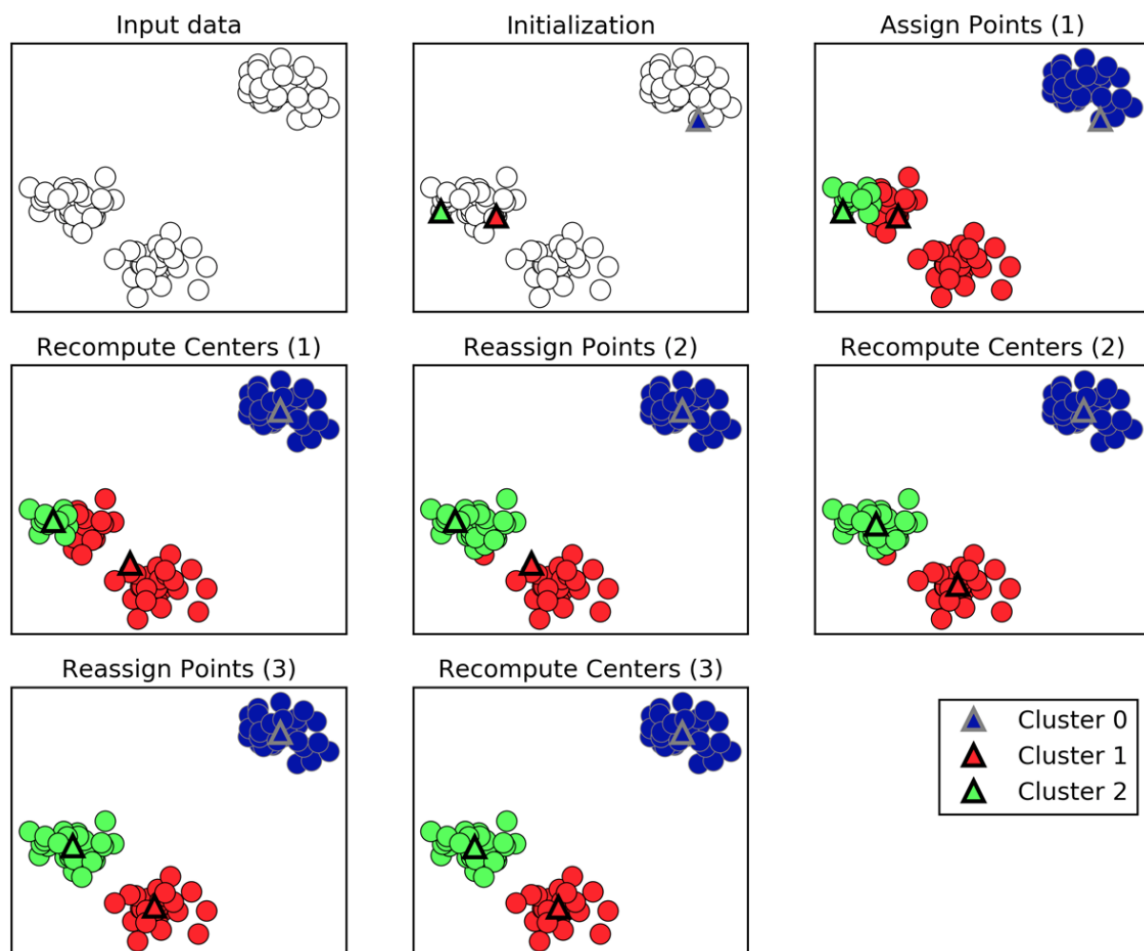 Input data
Initialization
Assign Points (1)
Recompute Centers (1)
Reassign Points (2)
Recompute Centers (2)
Reassign Points (3)
Recompute Centers (3)
Cluster 0
Cluster 1
Cluster 2